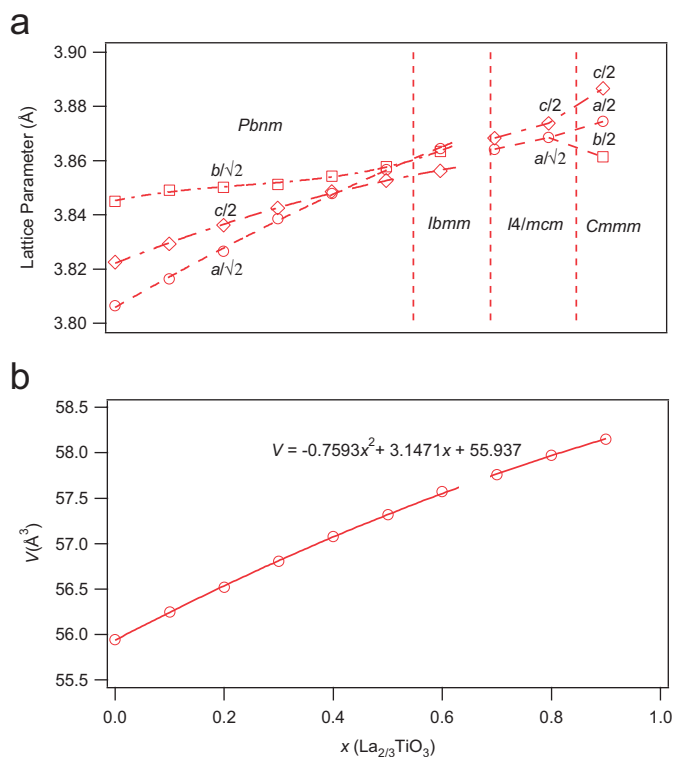 a
3.90
3.88
3.86
3.84
3.82
3.80
Lattice Parameter (Å)
Pbnm
b/√2
c/2
a/√2
Ibmm
I4/mcm
Cmmm
c/2
a/√2
c/2
a/2
b/2
b
58.5
58.0
57.5
57.0
56.5
56.0
55.5
V(Å³)
V = -0.7593x² + 3.1471x + 55.937
0.0 0.2 0.4 0.6 0.8 1.0
x (La₂/₃TiO₃)